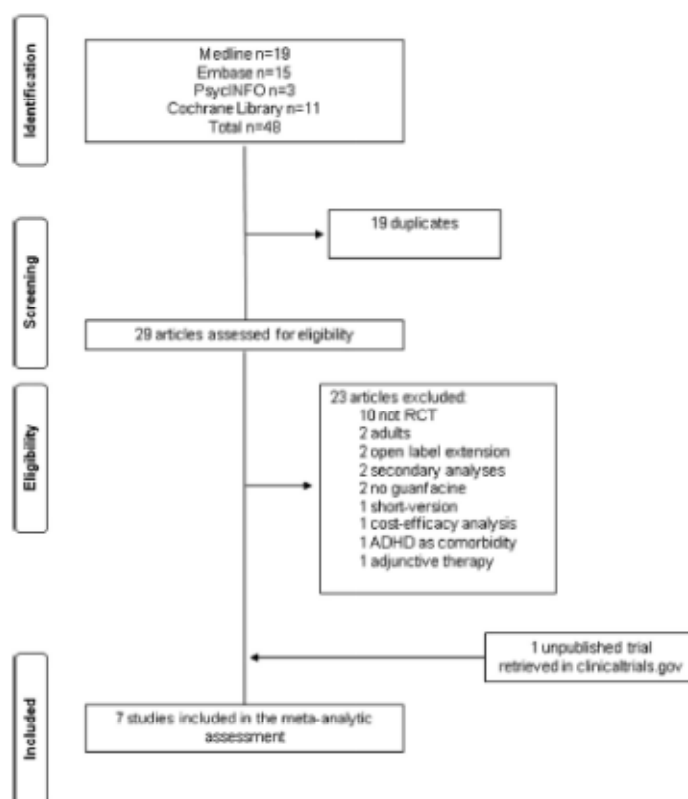 Identification
Medline n=19
Embase n=15
PsycINFO n=3
Cochrane Library n=11
Total n=48
19 duplicates
Screening
29 articles assessed for eligibility
Eligibility
23 articles excluded:
10 not RCT
2 adults
2 open label extension
2 secondary analyses
2 no guanfacine
1 short-version
1 cost-efficacy analysis
1 ADHD as comorbidity
1 adjunctive therapy
1 unpublished trial
retrieved in clinicaltrials.gov
Included
7 studies included in the meta-analytic
assessment